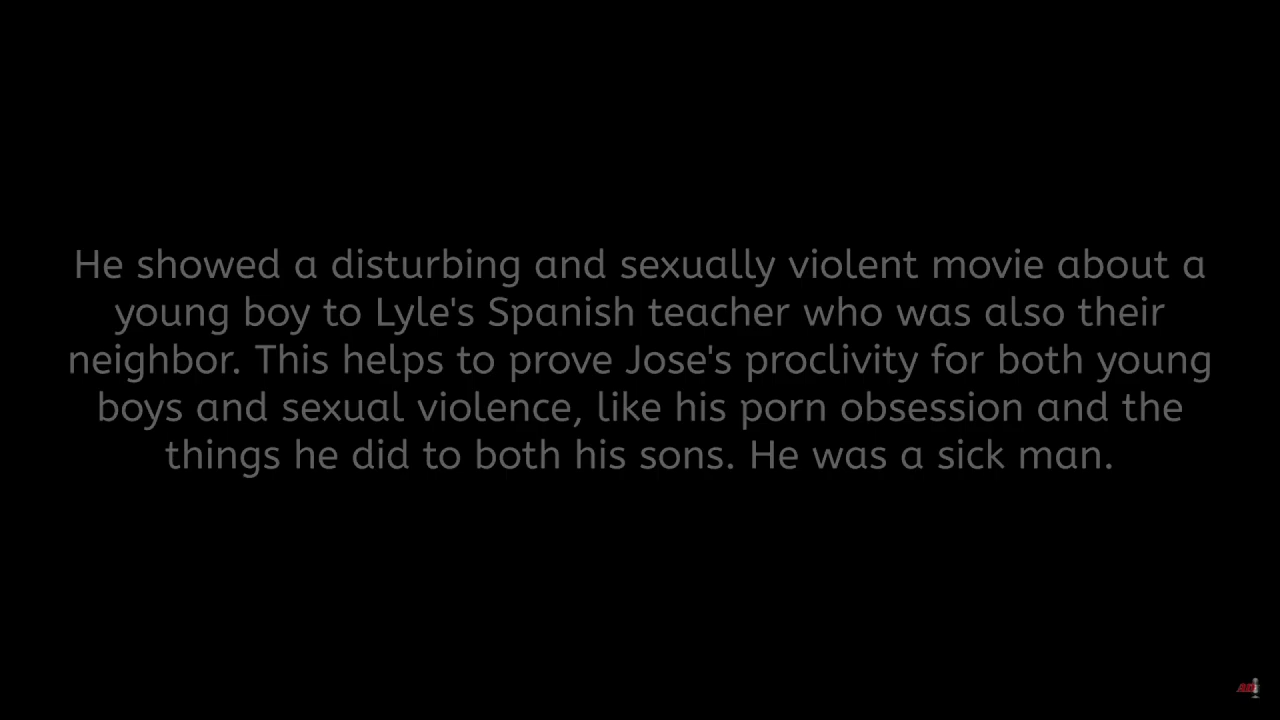 He showed a disturbing and sexually violent movie about a
young boy to Lyle's Spanish teacher who was also their
neighbor. This helps to prove Jose's proclivity for both young
boys and sexual violence, like his porn obsession and the
things he did to both his sons. He was a sick man.